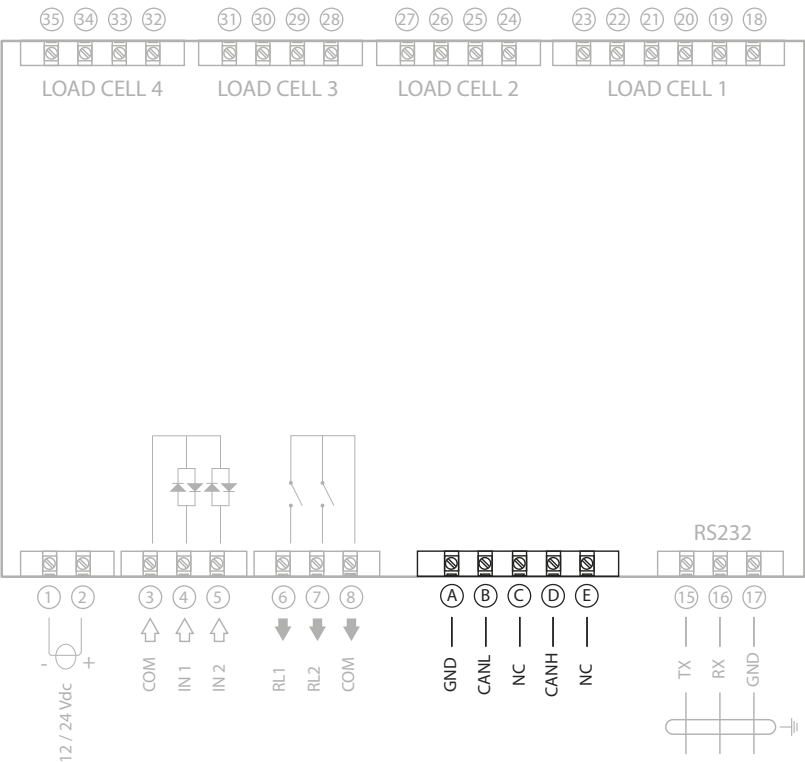 35 34 33 32 31 30 29 28 27 26 25 24 23 22 21 20 19 18
LOAD CELL 4 LOAD CELL 3 LOAD CELL 2 LOAD CELL 1
RS232
1 2 3 4 5 6 7 8 A B C D E 15 16 17
- +
12 / 24 Vdc
COM
IN 1
IN 2
RL1
RL2
COM
GND
CANL
NC
CANH
NC
TX
RX
GND